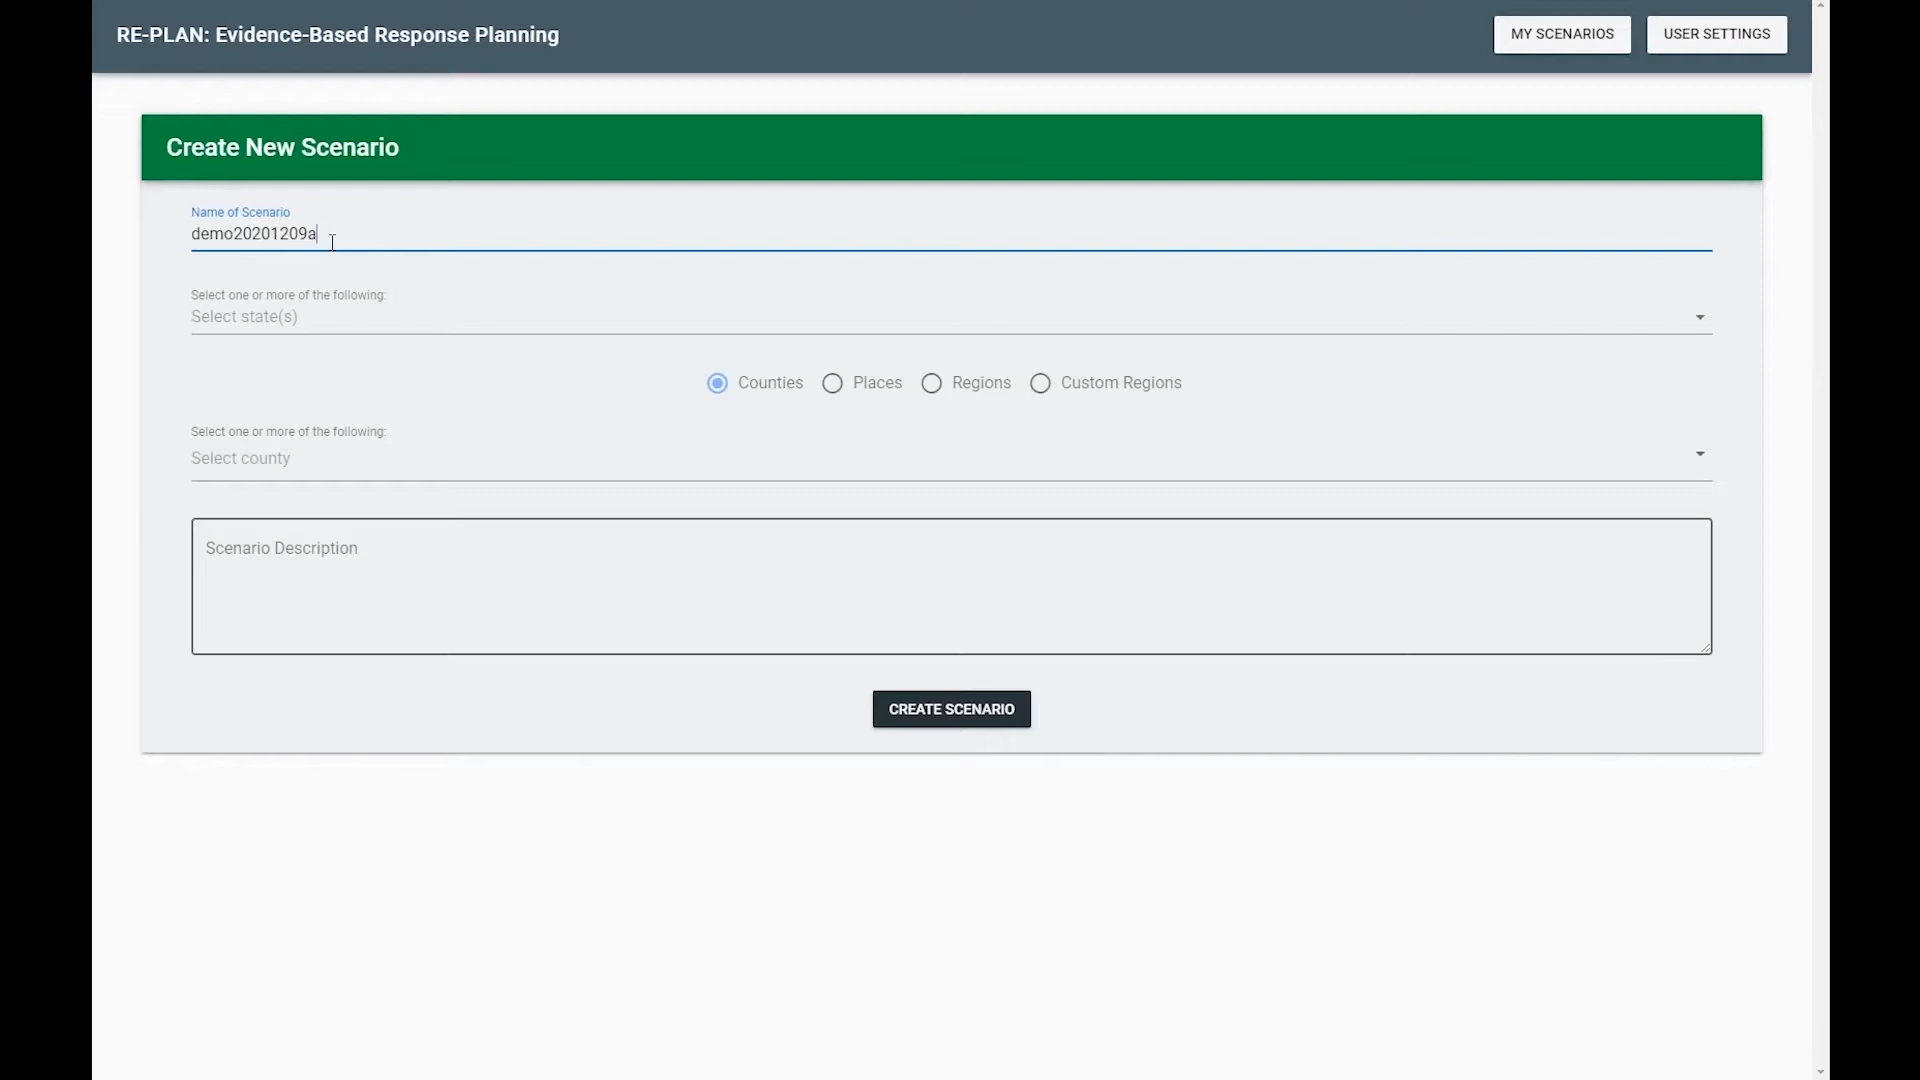 RE-PLAN: Evidence-Based Response Planning
MY SCENARIOS
USER SETTINGS
Create New Scenario
Name of Scenario
demo20201209a
Select one or more of the following:
Select state(s)
Counties
Places
Regions
Custom Regions
Select one or more of the following:
Select county
Scenario Description
CREATE SCENARIO